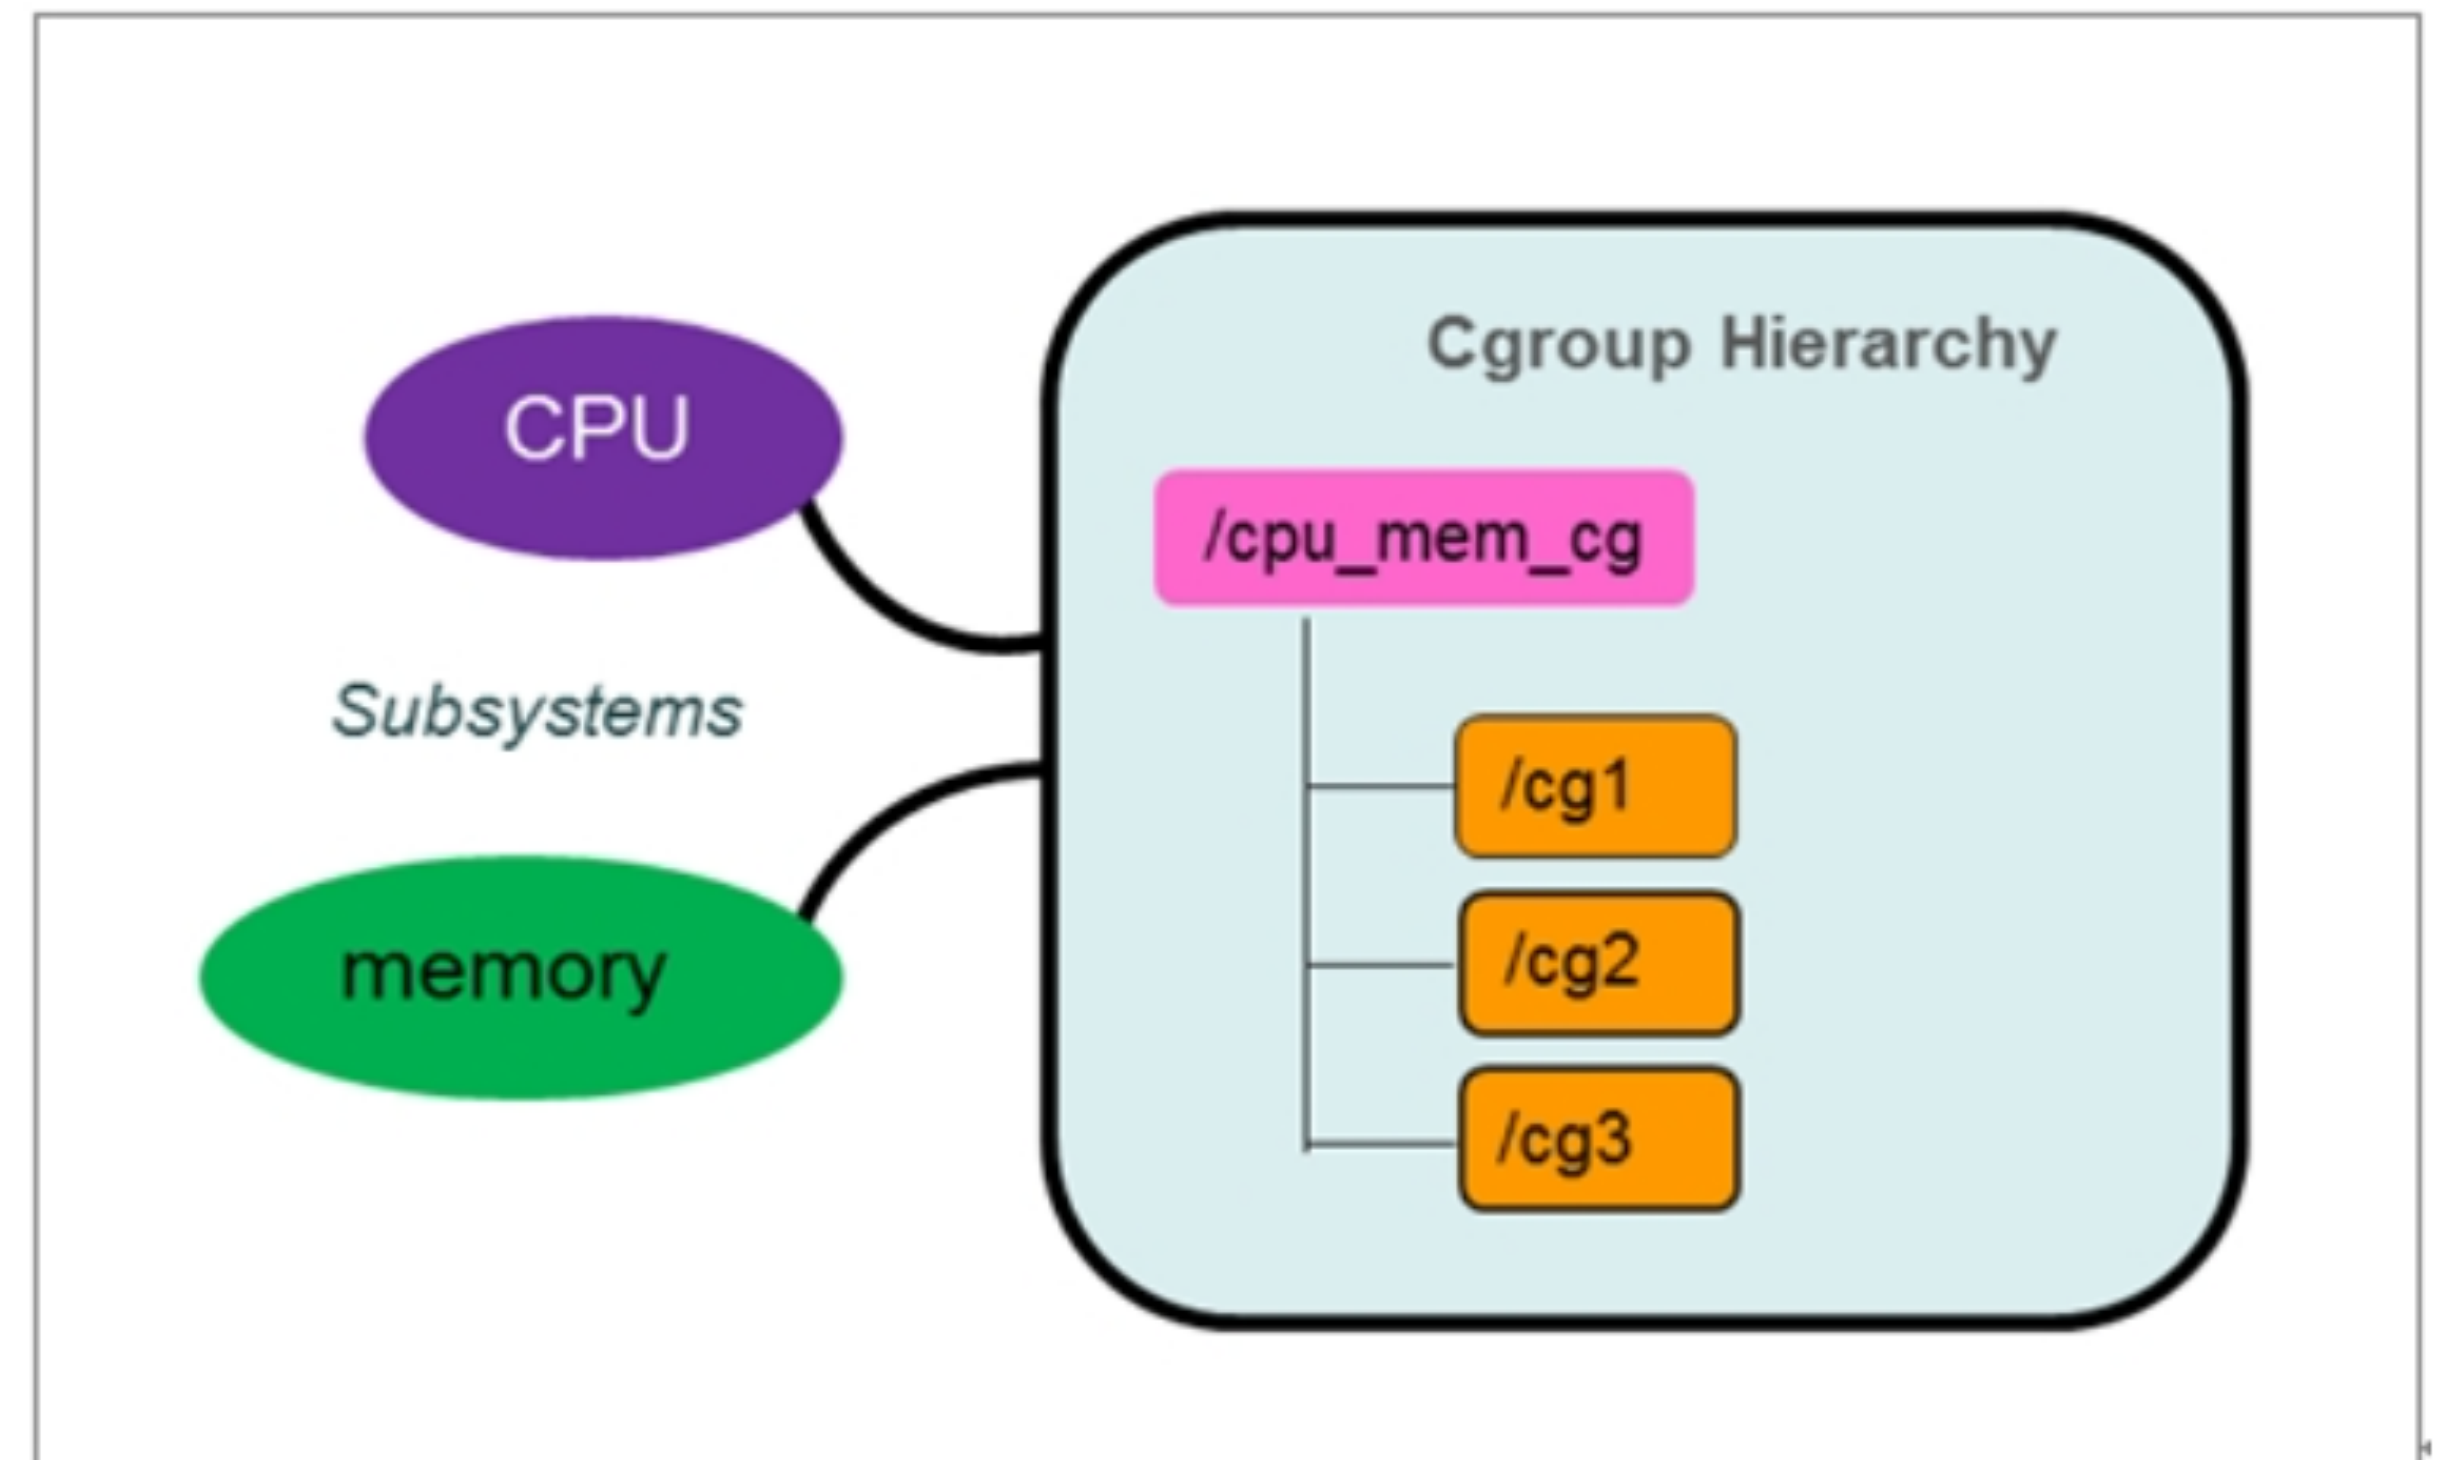 Cgroup Hierarchy
CPU
/cpu_mem_cg
Subsystems
/cg1
/cg2
memory
/cg3